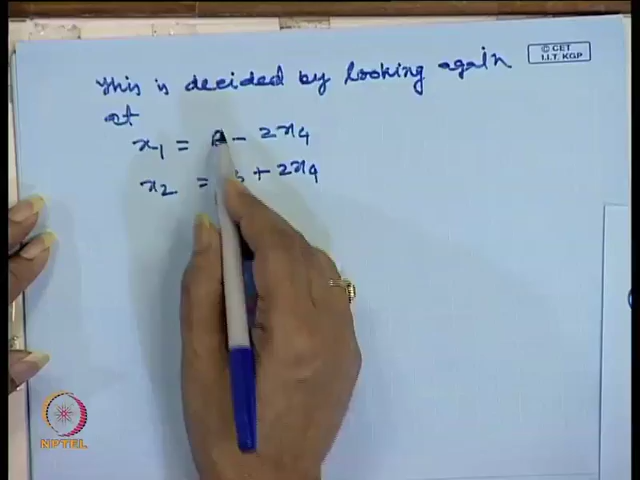 This is decided by looking again
at
x1 = - 2x4
x2 = + 2x4
© CET
I.I.T. KGP
NPTEL